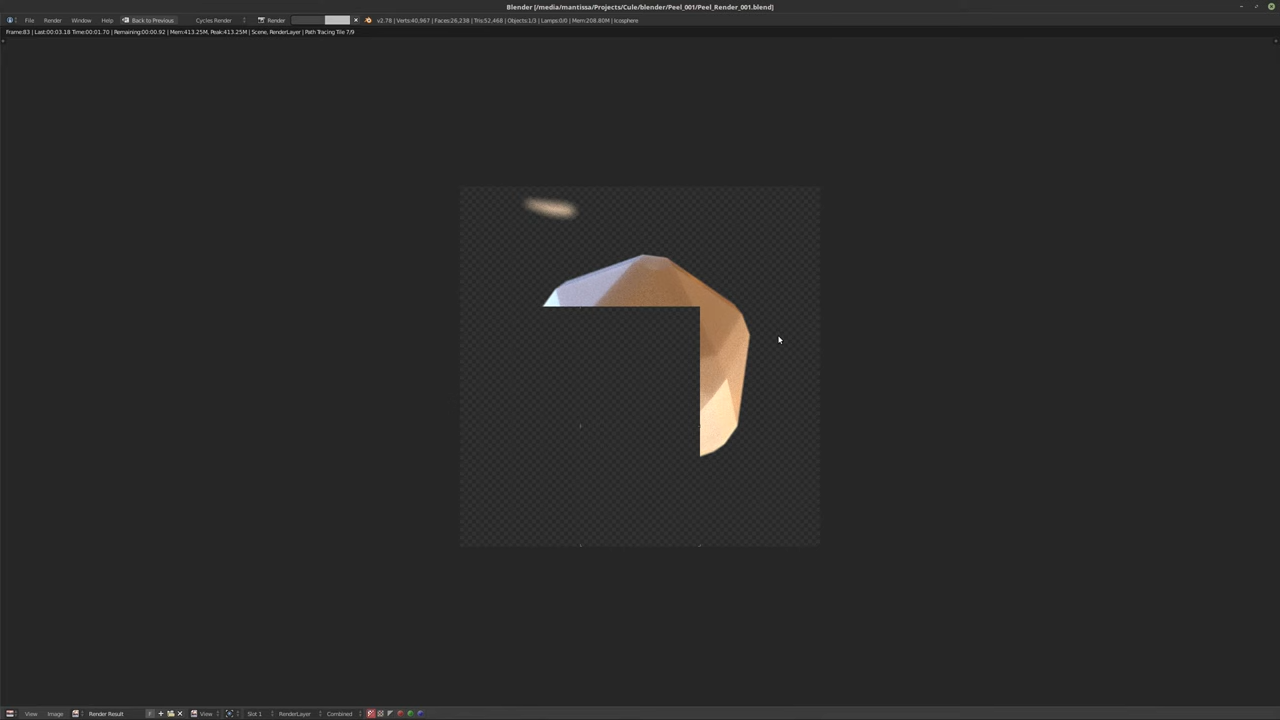 Blender [/media/mantissa/Projects/Cule/blender/Peel_001/Peel_Render_001.blend]
File Render Window Help Back to Previous Cycles Render Render v2.78 | Verts:40,967 | Faces:26,238 | Tris:52,468 | Objects:1/3 | Lamps:0/0 | Mem:208.80M | Icosphere
Frame:83 | Last:00:03.18 Time:00:01.70 | Remaining:00:00.92 | Mem:413.25M, Peak:413.25M | Scene, RenderLayer | Path Tracing Tile 7/9
View Image Render Result F View Slot 1 RenderLayer Combined